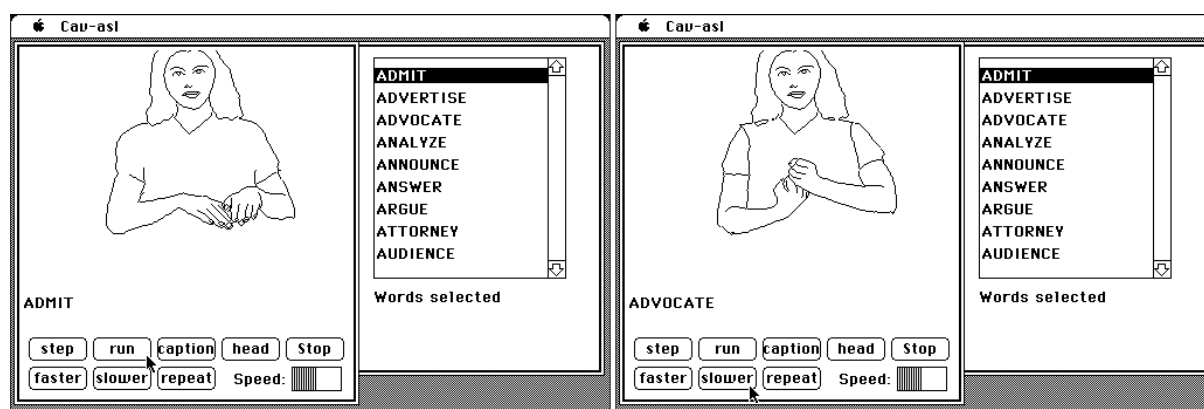 Cav-asl
ADMIT
ADVERTISE
ADVOCATE
ANALYZE
ANNOUNCE
ANSWER
ARGUE
ATTORNEY
AUDIENCE
Words selected
ADMIT
step run caption head Stop
faster slower repeat Speed:
Cav-asl
ADMIT
ADVERTISE
ADVOCATE
ANALYZE
ANNOUNCE
ANSWER
ARGUE
ATTORNEY
AUDIENCE
Words selected
ADVOCATE
step run caption head Stop
faster slower repeat Speed: